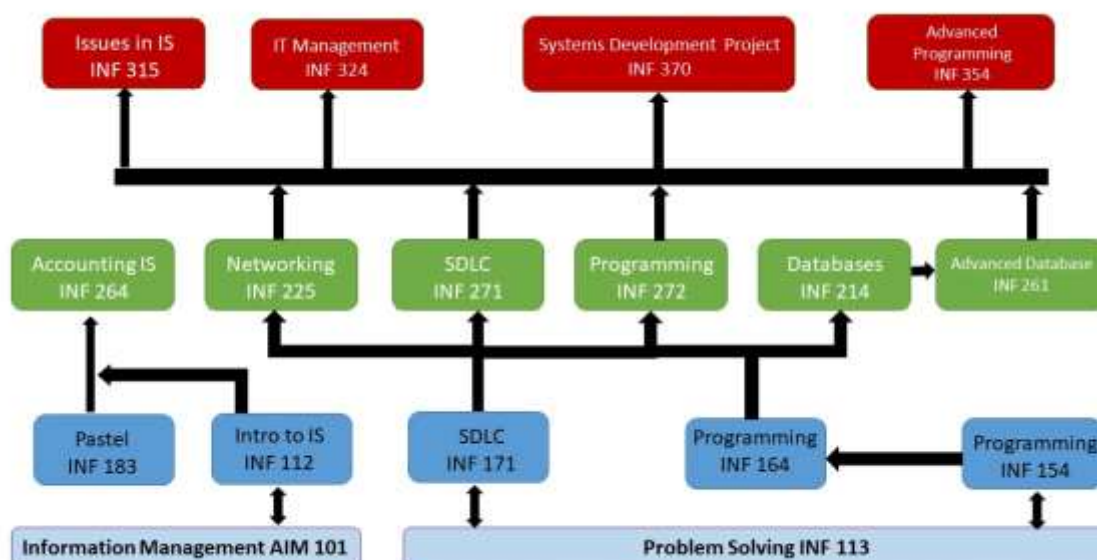 Issues in IS
INF 315
IT Management
INF 324
Systems Development Project
INF 370
Advanced
Programming
INF 354
Accounting IS
INF 264
Networking
INF 225
SDLC
INF 271
Programming
INF 272
Databases
INF 214
Advanced Database
INF 261
Pastel
INF 183
Intro to IS
INF 112
SDLC
INF 171
Programming
INF 164
Programming
INF 154
Information Management AIM 101
Problem Solving INF 113